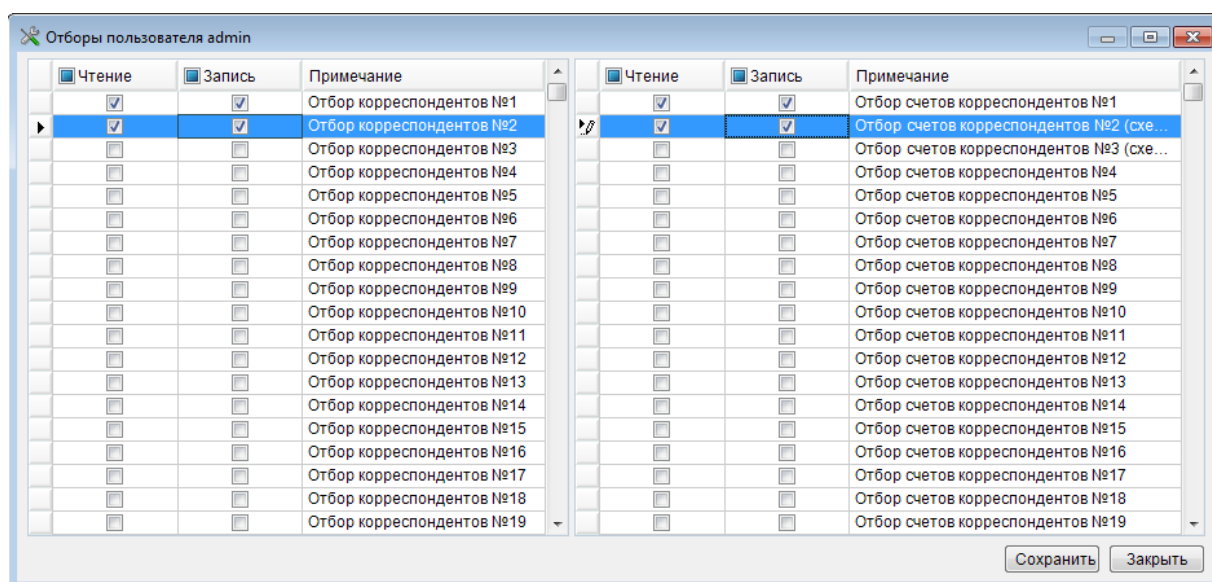 Отборы пользователя admin
Чтение Запись Примечание Чтение Запись Примечание
Отбор корреспондентов №1 Отбор счетов корреспондентов №1
Отбор корреспондентов №2 Отбор счетов корреспондентов №2 (схе...
Отбор корреспондентов №3 Отбор счетов корреспондентов №3 (схе...
Отбор корреспондентов №4 Отбор счетов корреспондентов №4
Отбор корреспондентов №5 Отбор счетов корреспондентов №5
Отбор корреспондентов №6 Отбор счетов корреспондентов №6
Отбор корреспондентов №7 Отбор счетов корреспондентов №7
Отбор корреспондентов №8 Отбор счетов корреспондентов №8
Отбор корреспондентов №9 Отбор счетов корреспондентов №9
Отбор корреспондентов №10 Отбор счетов корреспондентов №10
Отбор корреспондентов №11 Отбор счетов корреспондентов №11
Отбор корреспондентов №12 Отбор счетов корреспондентов №12
Отбор корреспондентов №13 Отбор счетов корреспондентов №13
Отбор корреспондентов №14 Отбор счетов корреспондентов №14
Отбор корреспондентов №15 Отбор счетов корреспондентов №15
Отбор корреспондентов №16 Отбор счетов корреспондентов №16
Отбор корреспондентов №17 Отбор счетов корреспондентов №17
Отбор корреспондентов №18 Отбор счетов корреспондентов №18
Отбор корреспондентов №19 Отбор счетов корреспондентов №19
Сохранить Закрыть